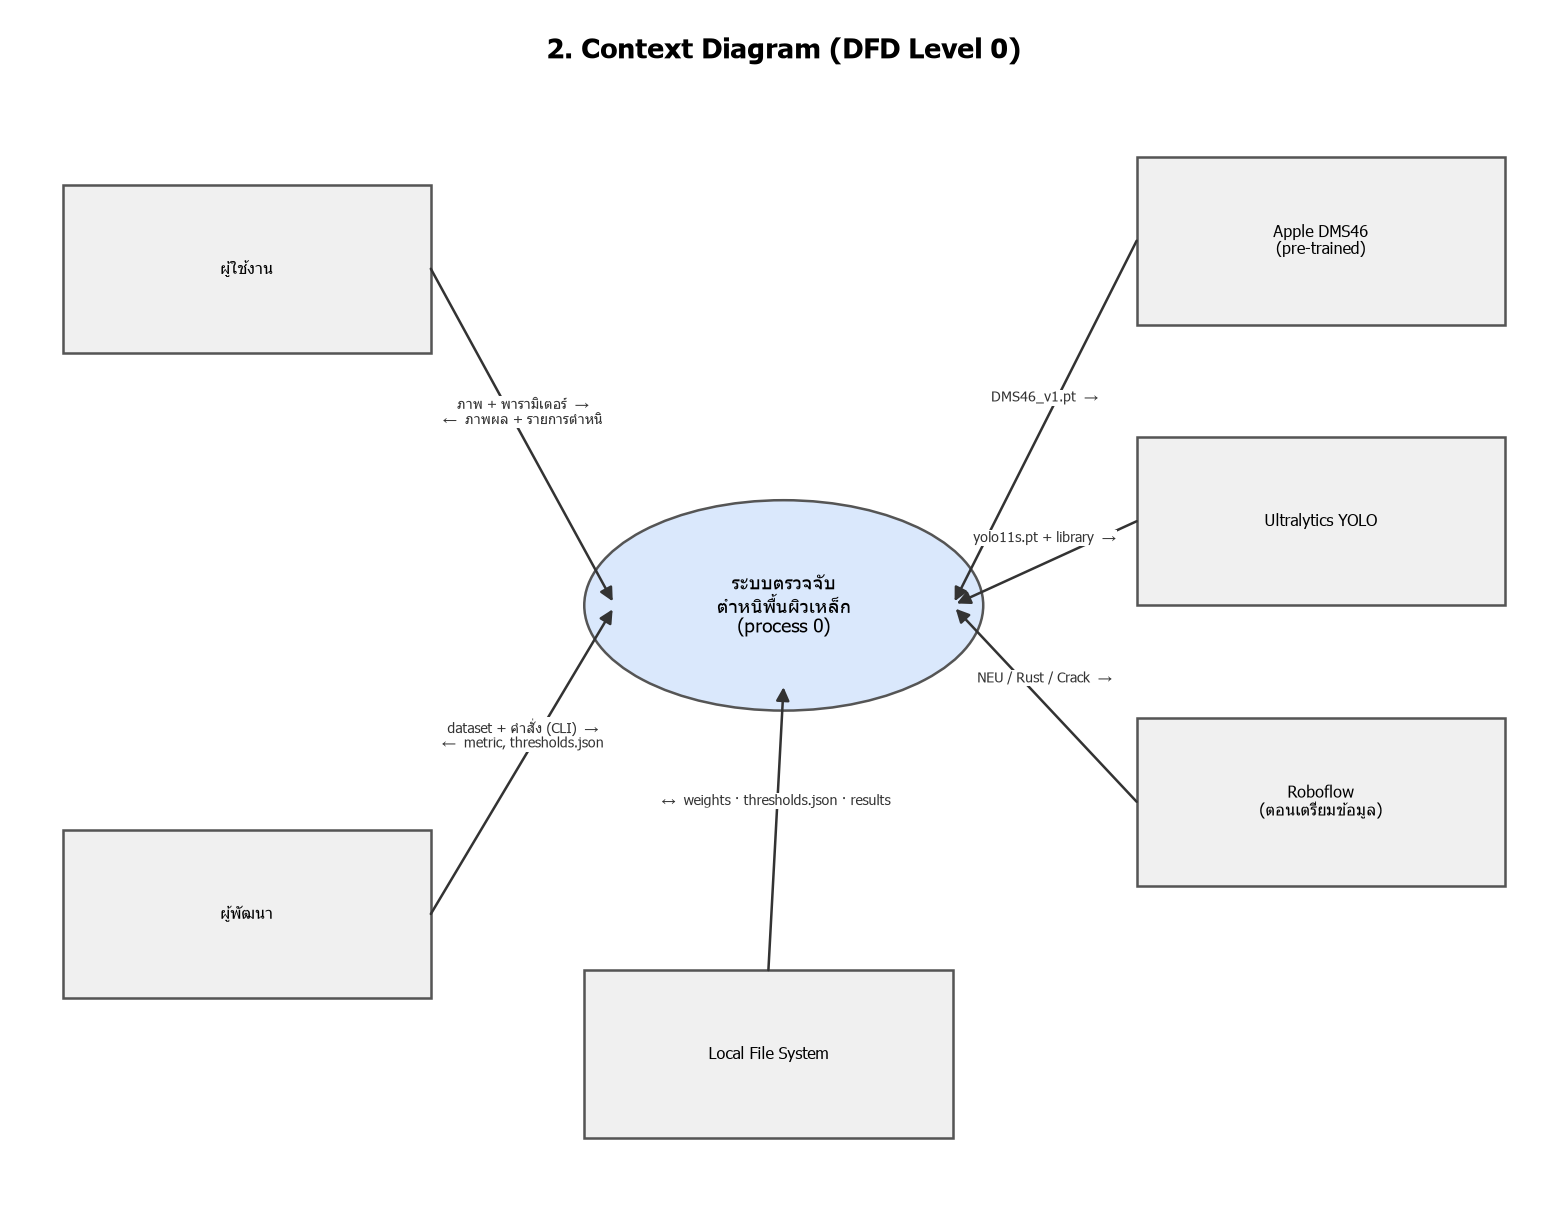 2. Context Diagram (DFD Level 0)
ผู้ใช้งาน
Apple DMS46
(pre-trained)
ภาพ + พารามิเตอร์ →
← ภาพผล + รายการตำหนิ
DMS46_v1.pt →
Ultralytics YOLO
yolo11s.pt + library →
ระบบตรวจจับ
ตำหนิพื้นผิวเหล็ก
(process 0)
NEU / Rust / Crack →
dataset + คำสั่ง (CLI) →
← metric, thresholds.json
Roboflow
(ตอนเตรียมข้อมูล)
↔ weights · thresholds.json · results
ผู้พัฒนา
Local File System